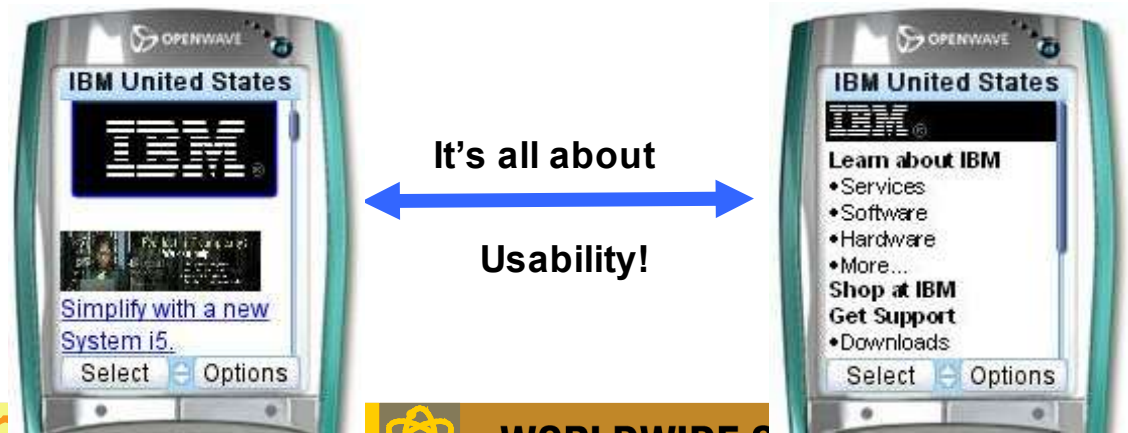 OPENWAVE
IBM United States
IBM®
Simplify with a new
System i5.
Select Options
It's all about
Usability!
OPENWAVE
IBM United States
IBM®
Learn about IBM
•Services
•Software
•Hardware
•More...
Shop at IBM
Get Support
•Downloads
Select Options
WORLDWIDE